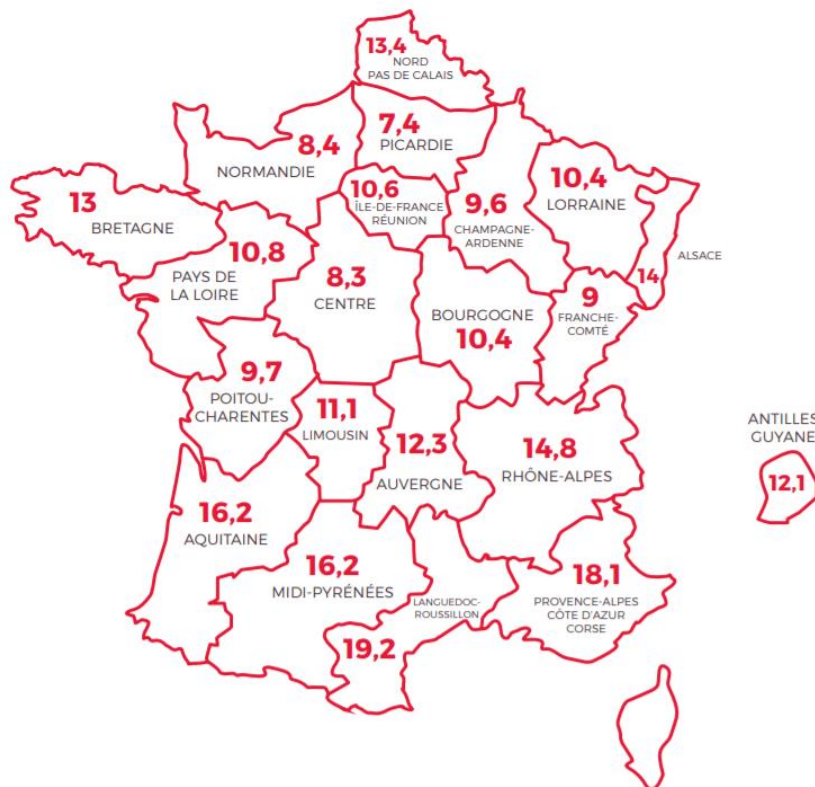 13,4
NORD
PAS DE CALAIS
7,4
PICARDIE
8,4
NORMANDIE
10,6
ÎLE-DE-FRANCE
RÉUNION
9,6
CHAMPAGNE-
ARDENNE
10,4
LORRAINE
14
ALSACE
13
BRETAGNE
10,8
PAYS DE
LA LOIRE
8,3
CENTRE
BOURGOGNE
10,4
9
FRANCHE-
COMTÉ
9,7
POITOU-
CHARENTES
11,1
LIMOUSIN
12,3
AUVERGNE
14,8
RHÔNE-ALPES
ANTILLES
GUYANE
12,1
16,2
AQUITAINE
16,2
MIDI-PYRÉNÉES
LANGUEDOC-
ROUSSILLON
19,2
18,1
PROVENCE-ALPES
CÔTE D'AZUR
CORSE